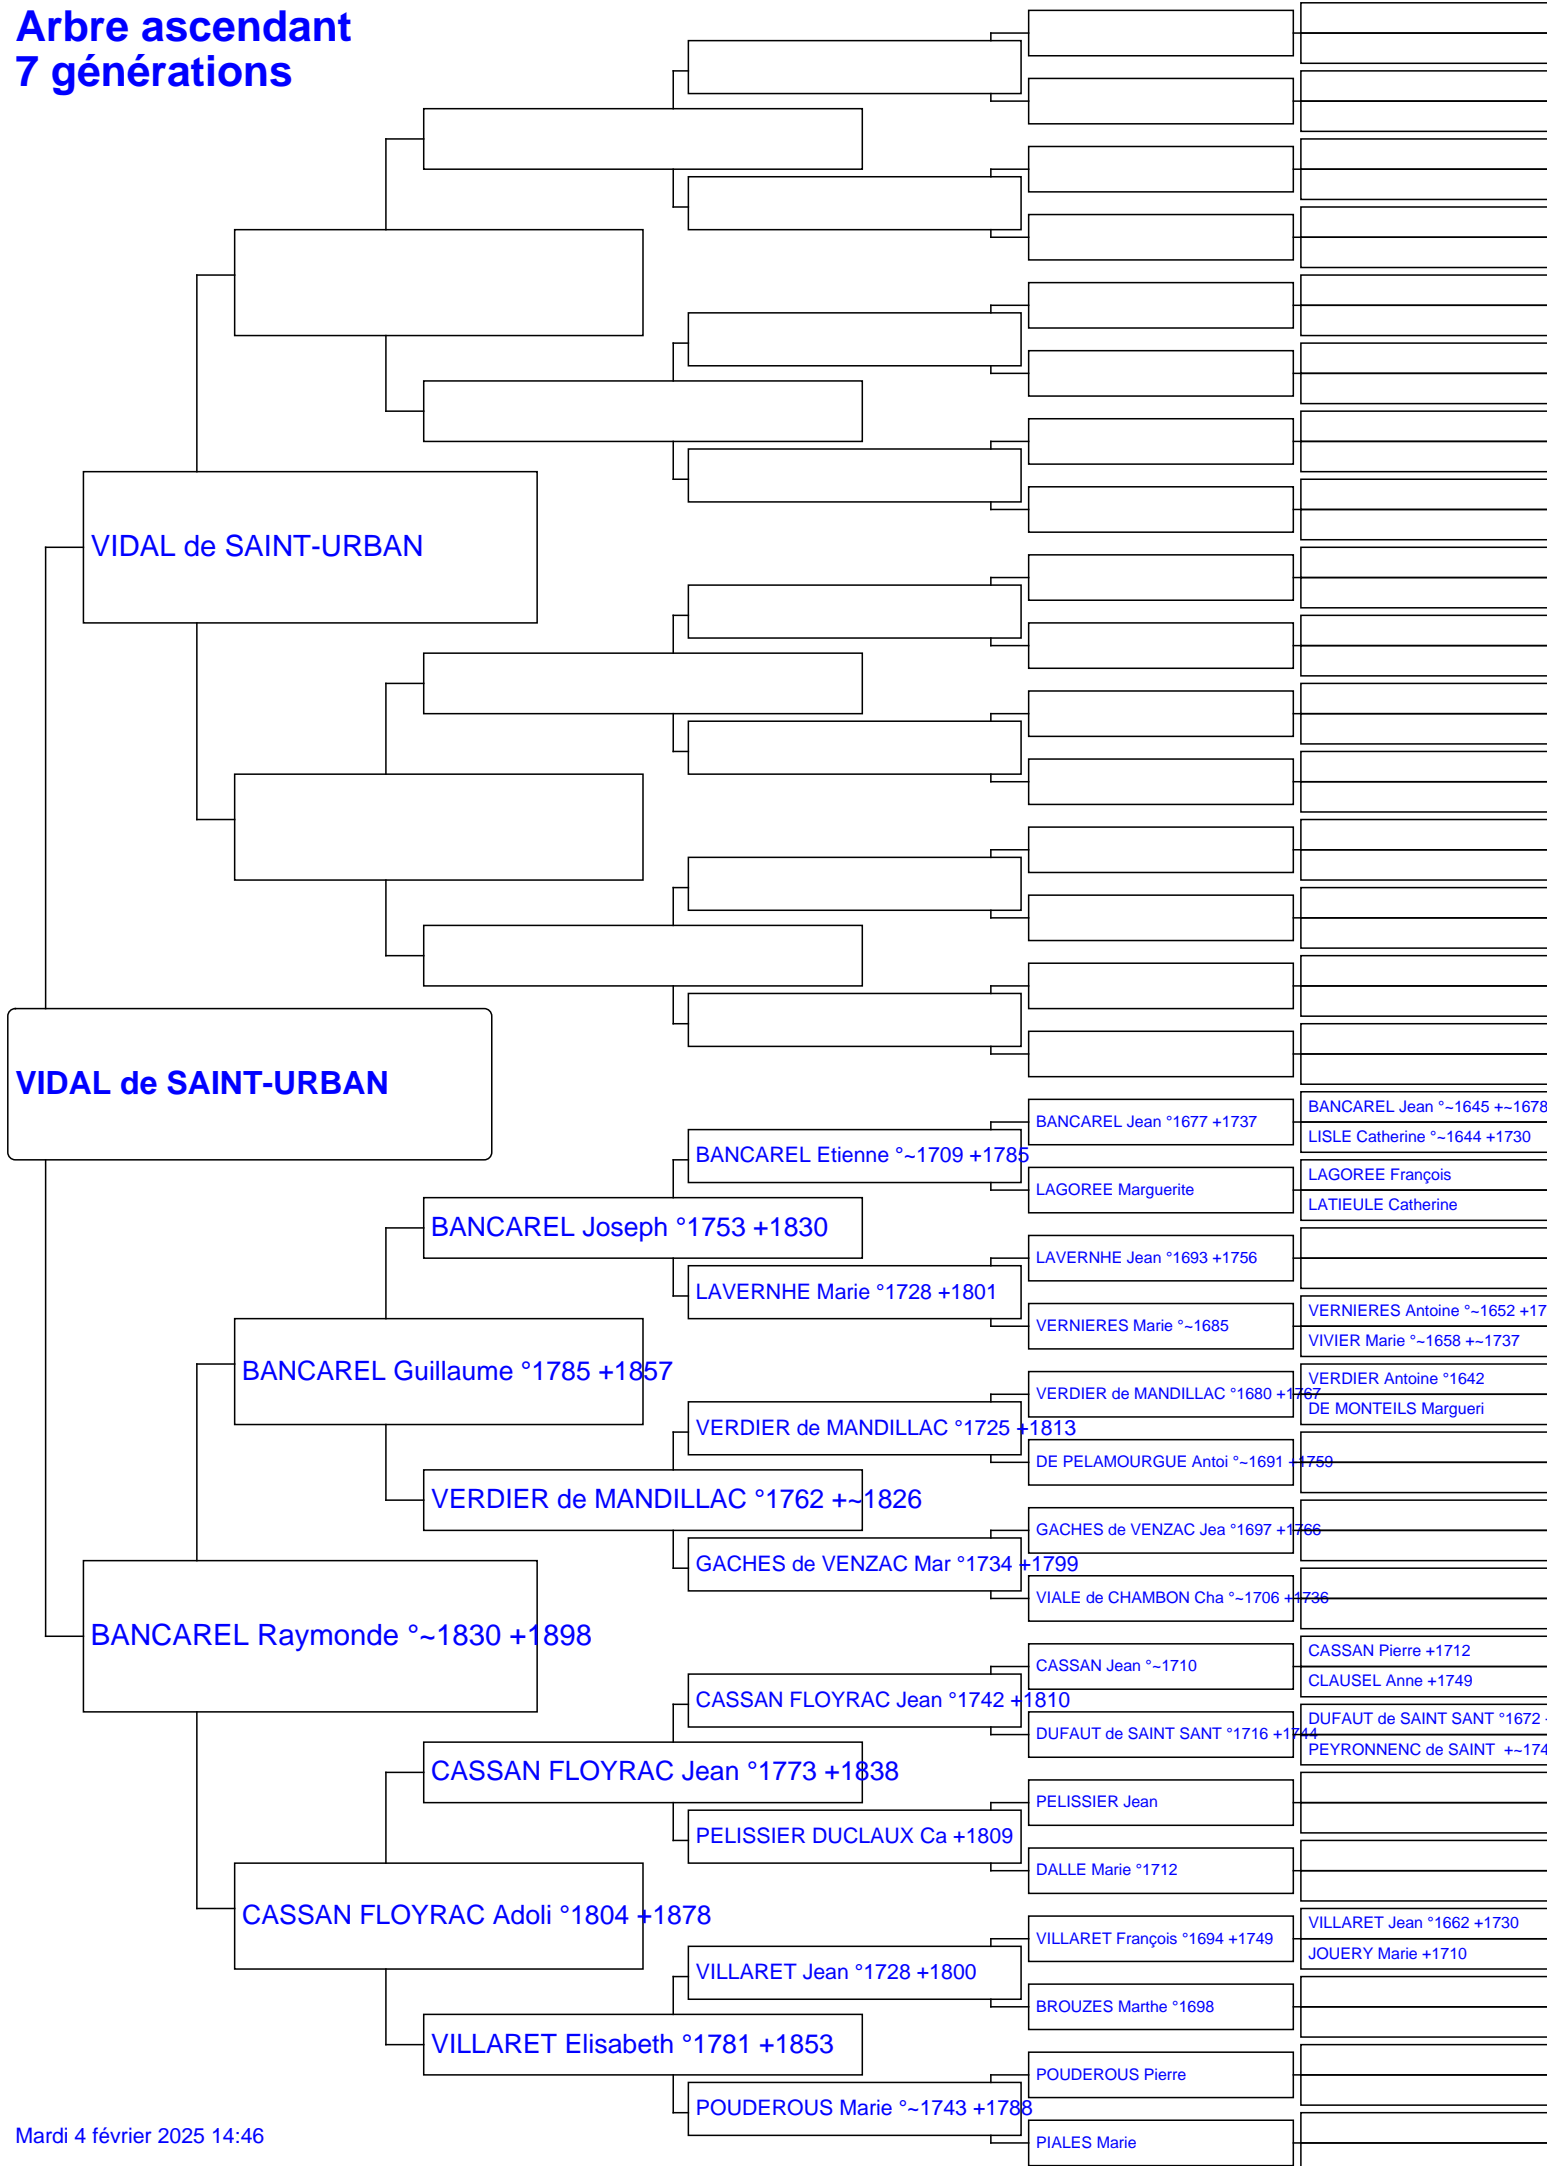 Arbre ascendant
7 générations
VIDAL de SAINT-URBAN
VIDAL de SAINT-URBAN
BANCAREL Jean °~1645 +~1678
BANCAREL Jean °1677 +1737
LISLE Catherine °~1644 +1730
BANCAREL Etienne °~1709 +1785
LAGOREE François
LAGOREE Marguerite
LATIEULE Catherine
BANCAREL Joseph °1753 +1830
LAVERNHE Jean °1693 +1756
LAVERNHE Marie °1728 +1801
VERNIERES Antoine °~1652 +17
VERNIERES Marie °~1685
VIVIER Marie °~1658 +~1737
BANCAREL Guillaume °1785 +1857
VERDIER Antoine °1642
VERDIER de MANDILLAC °1680 +1767
DE MONTEILS Margueri
VERDIER de MANDILLAC °1725 +1813
DE PELAMOURGUE Antoi °~1691 +1759
VERDIER de MANDILLAC °1762 +~1826
GACHES de VENZAC Jea °1697 +1766
GACHES de VENZAC Mar °1734 +1799
VIALE de CHAMBON Cha °~1706 +1736
BANCAREL Raymonde °~1830 +1898
CASSAN Pierre +1712
CASSAN Jean °~1710
CLAUSEL Anne +1749
CASSAN FLOYRAC Jean °1742 +1810
DUFAUT de SAINT SANT °1672 +
DUFAUT de SAINT SANT °1716 +1744
PEYRONNENC de SAINT +~174
CASSAN FLOYRAC Jean °1773 +1838
PELISSIER Jean
PELISSIER DUCLAUX Ca +1809
DALLE Marie °1712
CASSAN FLOYRAC Adoli °1804 +1878
VILLARET Jean °1662 +1730
VILLARET François °1694 +1749
JOUERY Marie +1710
VILLARET Jean °1728 +1800
BROUZES Marthe °1698
VILLARET Elisabeth °1781 +1853
POUDEROUS Pierre
POUDEROUS Marie °~1743 +1788
PIALES Marie
Mardi 4 février 2025 14:46